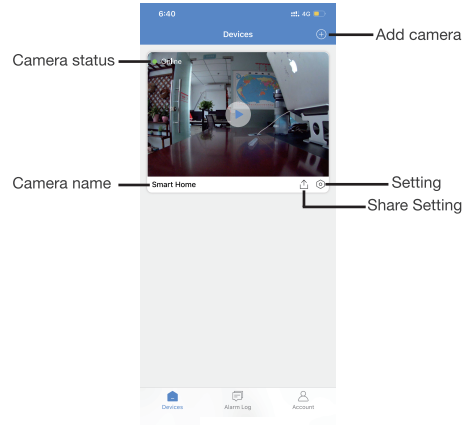 6:40
4G
Devices
Add camera
Camera status
Online
Camera name
Smart Home
Setting
Share Setting
Devices
Alarm Log
Account